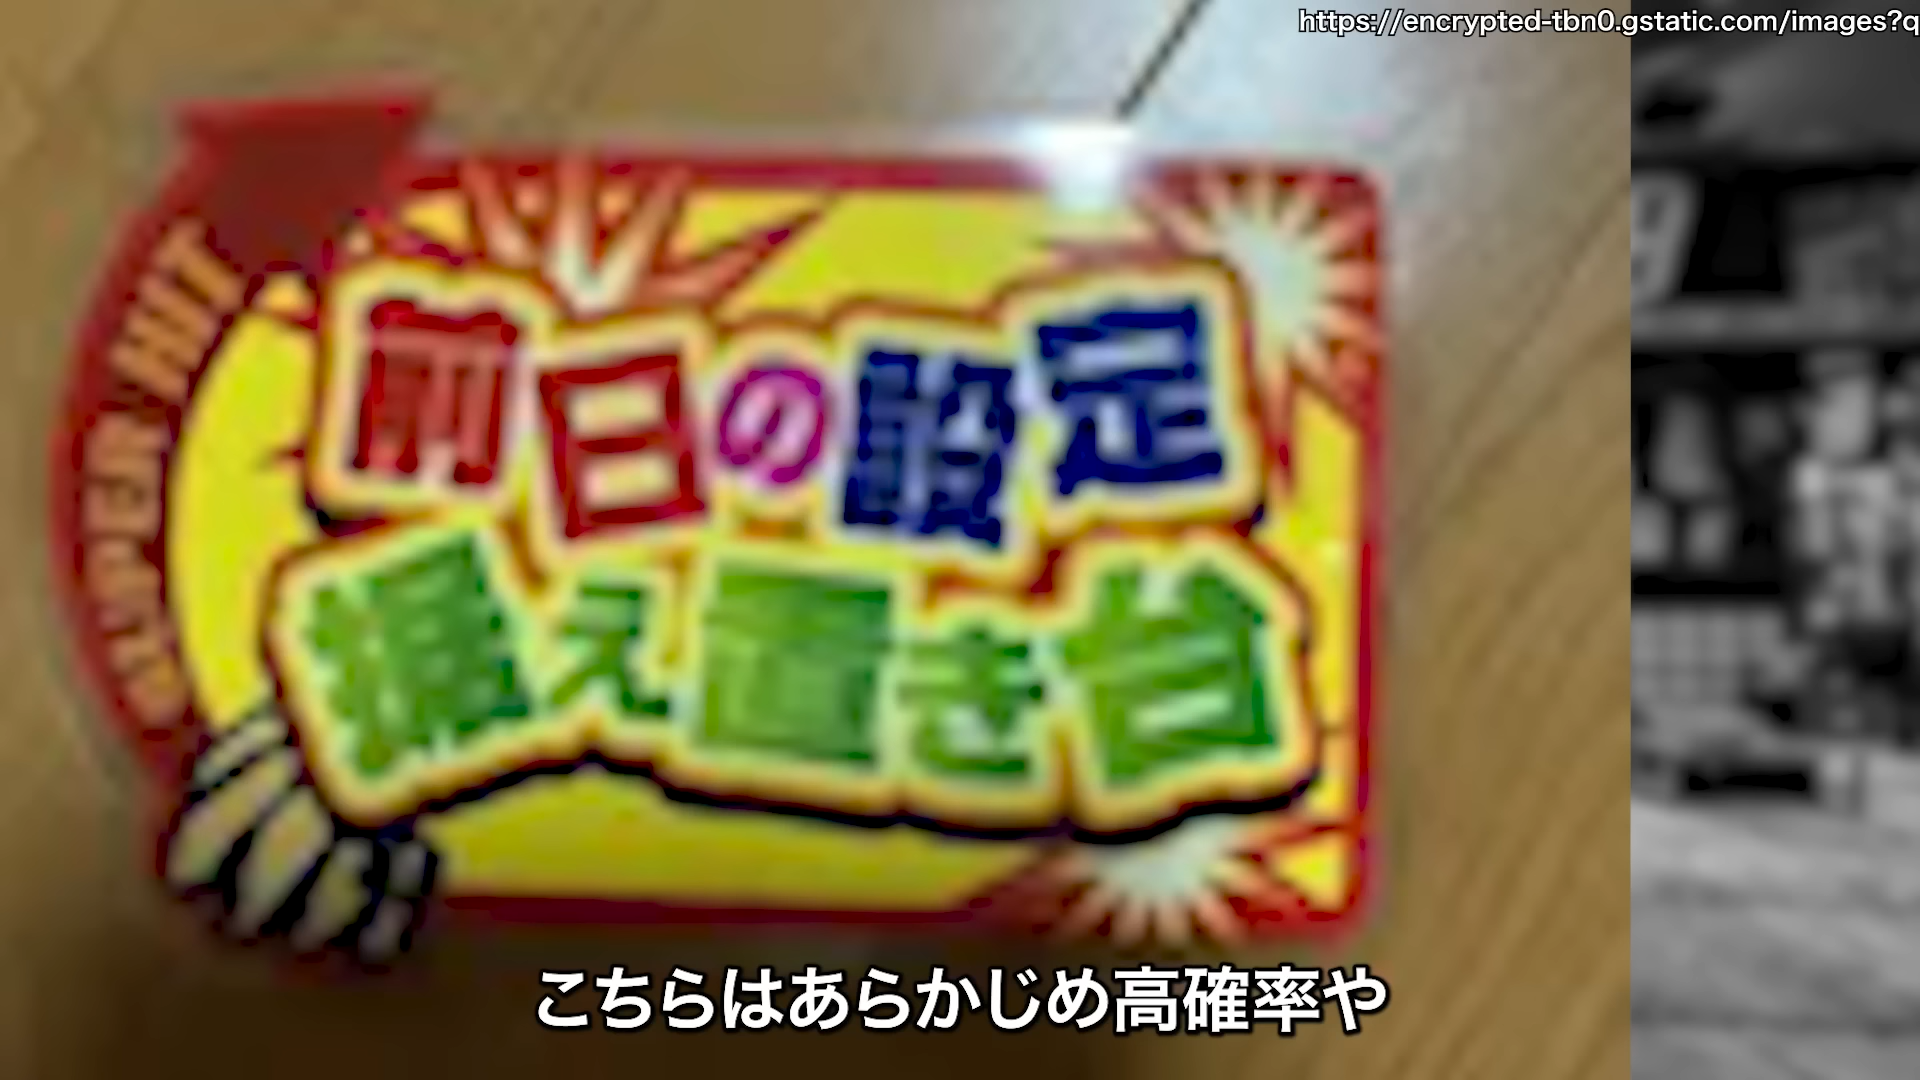 https://encrypted-tbn0.gstatic.com/images?q
SUPER HIT
前日の設定
据え置き台
こちらはあらかじめ高確率や